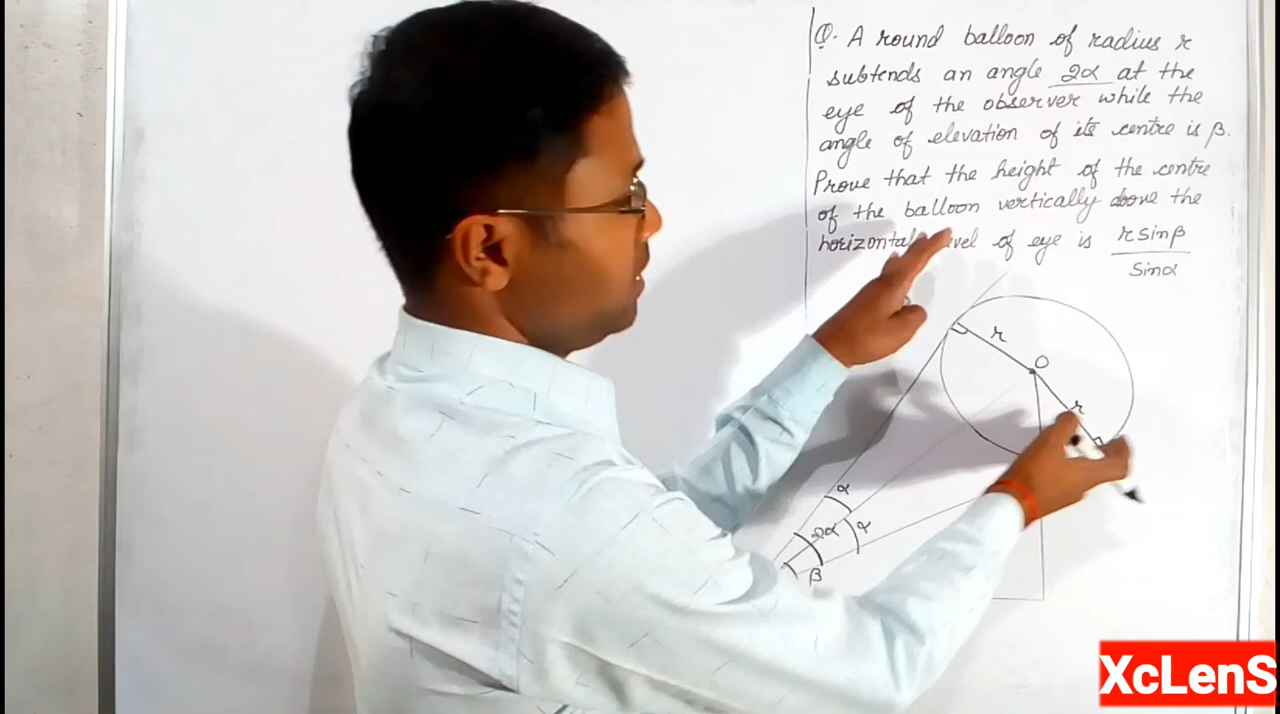 Q. A round balloon of radius r
subtends an angle 2α at the
eye of the observer while the
angle of elevation of its centre is β.
Prove that the height of the centre
of the balloon vertically above the
horizontal level of eye is r sinβ
sinα
r
O
r
α
2α
α
β
XcLenS